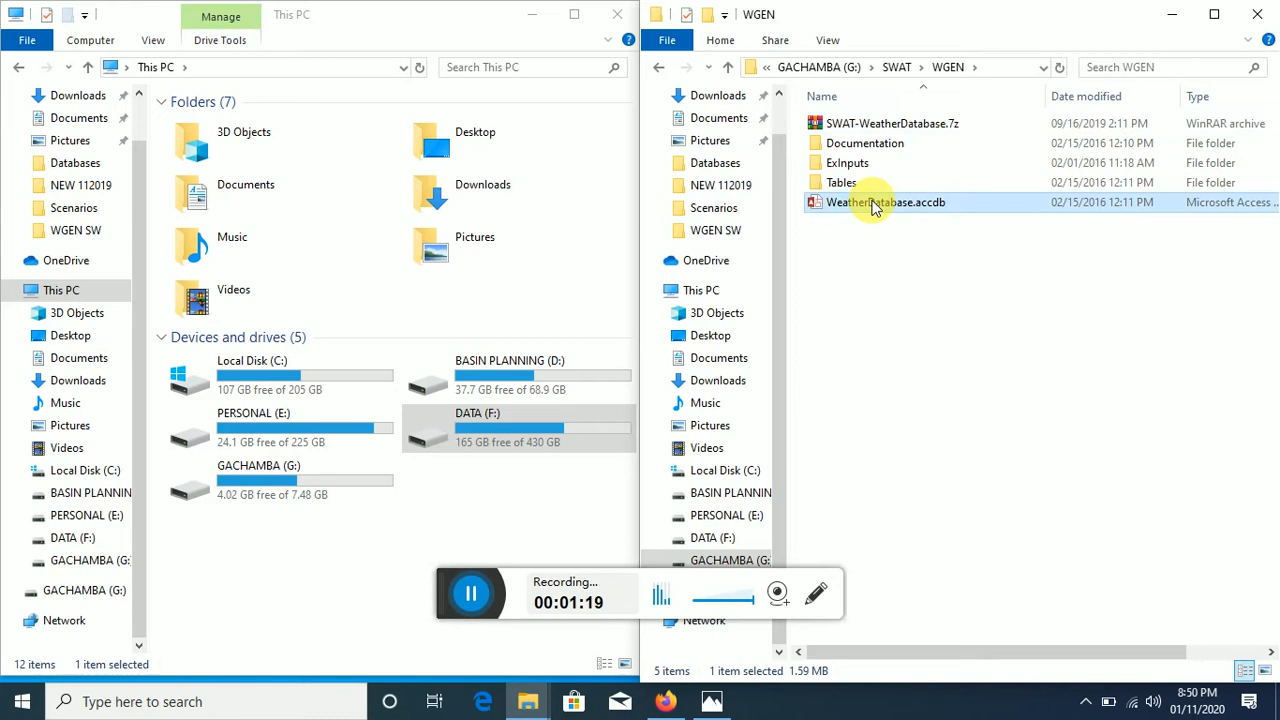 Manage
This PC
File
Computer
View
Drive Tools
This PC
Search This PC
Downloads
Documents
Pictures
Databases
NEW 112019
Scenarios
WGEN SW
OneDrive
This PC
3D Objects
Desktop
Documents
Downloads
Music
Pictures
Videos
Local Disk (C:)
BASIN PLANNIN
PERSONAL (E:)
DATA (F:)
GACHAMBA (G:
GACHAMBA (G:)
Network
Folders (7)
3D Objects
Desktop
Documents
Downloads
Music
Pictures
Videos
Devices and drives (5)
Local Disk (C:)
107 GB free of 205 GB
BASIN PLANNING (D:)
37.7 GB free of 68.9 GB
PERSONAL (E:)
24.1 GB free of 225 GB
DATA (F:)
165 GB free of 430 GB
GACHAMBA (G:)
4.02 GB free of 7.48 GB
12 items
1 item selected
WGEN
File
Home
Share
View
« GACHAMBA (G:) > SWAT > WGEN >
Search WGEN
Downloads
Documents
Pictures
Databases
NEW 112019
Scenarios
WGEN SW
OneDrive
This PC
3D Objects
Desktop
Documents
Downloads
Music
Pictures
Videos
Local Disk (C:)
BASIN PLANNIN
PERSONAL (E:)
DATA (F:)
GACHAMBA (G:
Network
Name Date modified Type
SWAT-WeatherDatabase.7z 09/16/2019 2:11 PM WinRAR archive
Documentation 02/15/2016 12:10 PM File folder
ExInputs 02/01/2016 11:18 AM File folder
Tables 02/15/2016 12:11 PM File folder
WeatherDatabase.accdb 02/15/2016 12:11 PM Microsoft Access ..
5 items
1 item selected 1.59 MB
Recording...
00:01:19
Type here to search
8:50 PM
01/11/2020